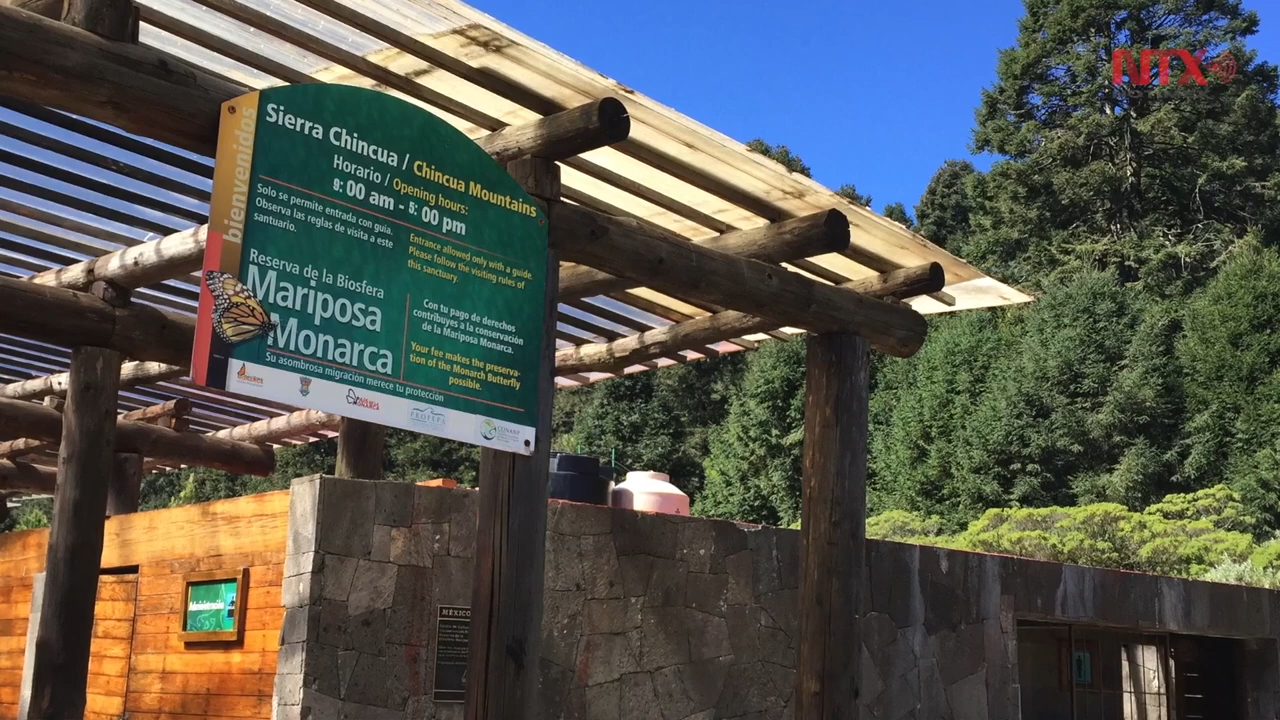 NTX
bienvenidos
Sierra Chincua / Chincua Mountains
Horario / Opening hours:
9: 00 am - 5: 00 pm
Solo se permite entrada con guía.
Observa las reglas de visita a este
santuario.
Entrance allowed only with a guide.
Please follow the visiting rules of
this sanctuary.
Reserva de la Biosfera
Mariposa
Monarca
Con tu pago de derechos
contribuyes a la conservación
de la Mariposa Monarca.
Your fee makes the preserva-
tion of the Monarch Butterfly
possible.
Su asombrosa migración merece tu protección
PROFEPA
CONANP
MÉXICO